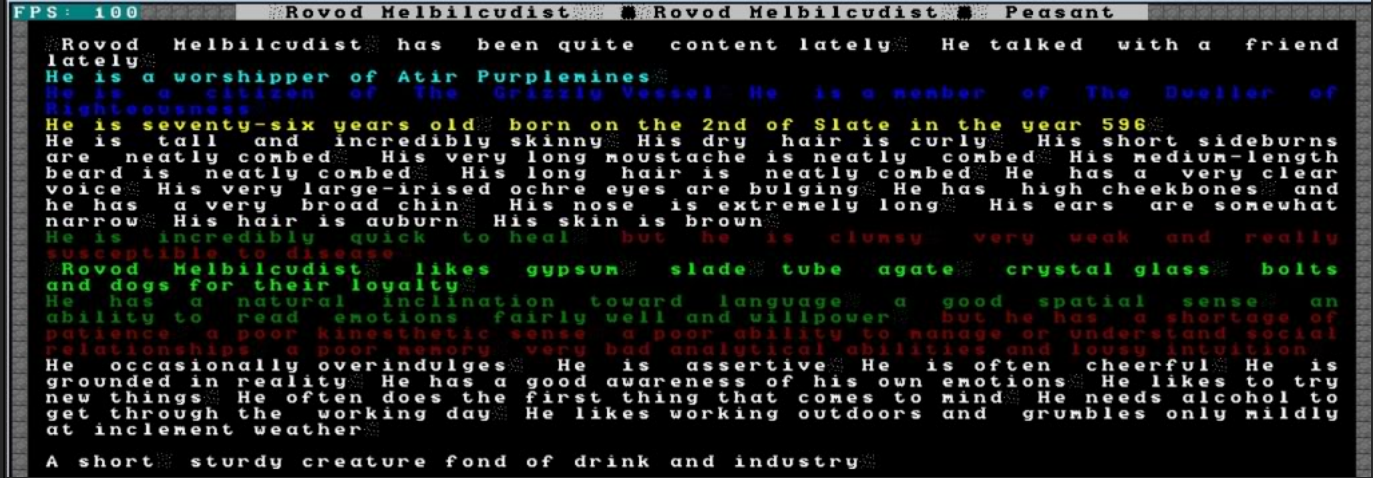 FPS: 100 Rovod Melbilcudist Rovod Melbilcudist Peasant
Rovod Melbilcudist has been quite content lately He talked with a friend
lately
He is a worshipper of Atir Purplemines
He is a citizen of The Grizzly Vessel He is a member of The Dweller of
Righteousness
He is seventy-six years old born on the 2nd of Slate in the year 596
He is tall and incredibly skinny His dry hair is curly His short sideburns
are neatly combed His very long moustache is neatly combed His medium-length
beard is neatly combed His long hair is neatly combed He has a very clear
voice His very large-irised ochre eyes are bulging He has high cheekbones and
he has a very broad chin His nose is extremely long His ears are somewhat
narrow His hair is auburn His skin is brown
He is incredibly quick to heal but he is clumsy very weak and really
susceptible to disease
Rovod Melbilcudist likes gypsum slade tube agate crystal glass bolts
and dogs for their loyalty
He has a natural inclination toward language a good spatial sense an
ability to read emotions fairly well and willpower but he has a shortage of
patience a poor kinesthetic sense a poor ability to manage or understand social
relationships a poor memory very bad analytical abilities and lousy intuition
He occasionally overindulges He is assertive He is often cheerful He is
grounded in reality He has a good awareness of his own emotions He likes to try
new things He often does the first thing that comes to mind He needs alcohol to
get through the working day He likes working outdoors and grumbles only mildly
at inclement weather
A short sturdy creature fond of drink and industry